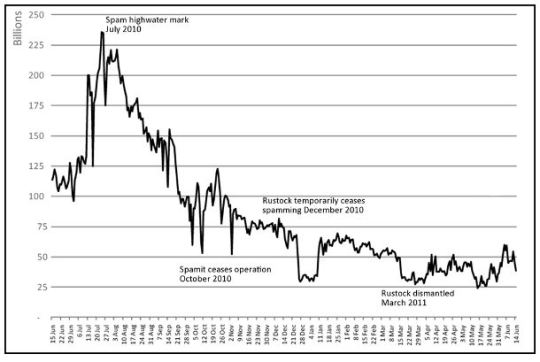 Billions
Spam highwater mark
July 2010
250
225
200
175
150
125
100
75
50
25
-
Rustock temporarily ceases
spamming December 2010
Spamit ceases operation
October 2010
Rustock dismantled
March 2011
15 Jun
22 Jun
29 Jun
6 Jul
13 Jul
20 Jul
27 Jul
3 Aug
10 Aug
17 Aug
24 Aug
31 Aug
7 Sep
14 Sep
21 Sep
28 Sep
5 Oct
12 Oct
19 Oct
26 Oct
2 Nov
9 Nov
16 Nov
23 Nov
30 Nov
7 Dec
14 Dec
21 Dec
28 Dec
4 Jan
11 Jan
18 Jan
25 Jan
1 Feb
8 Feb
15 Feb
22 Feb
1 Mar
8 Mar
15 Mar
22 Mar
29 Mar
5 Apr
12 Apr
19 Apr
26 Apr
3 May
10 May
17 May
24 May
31 May
7 Jun
14 Jun